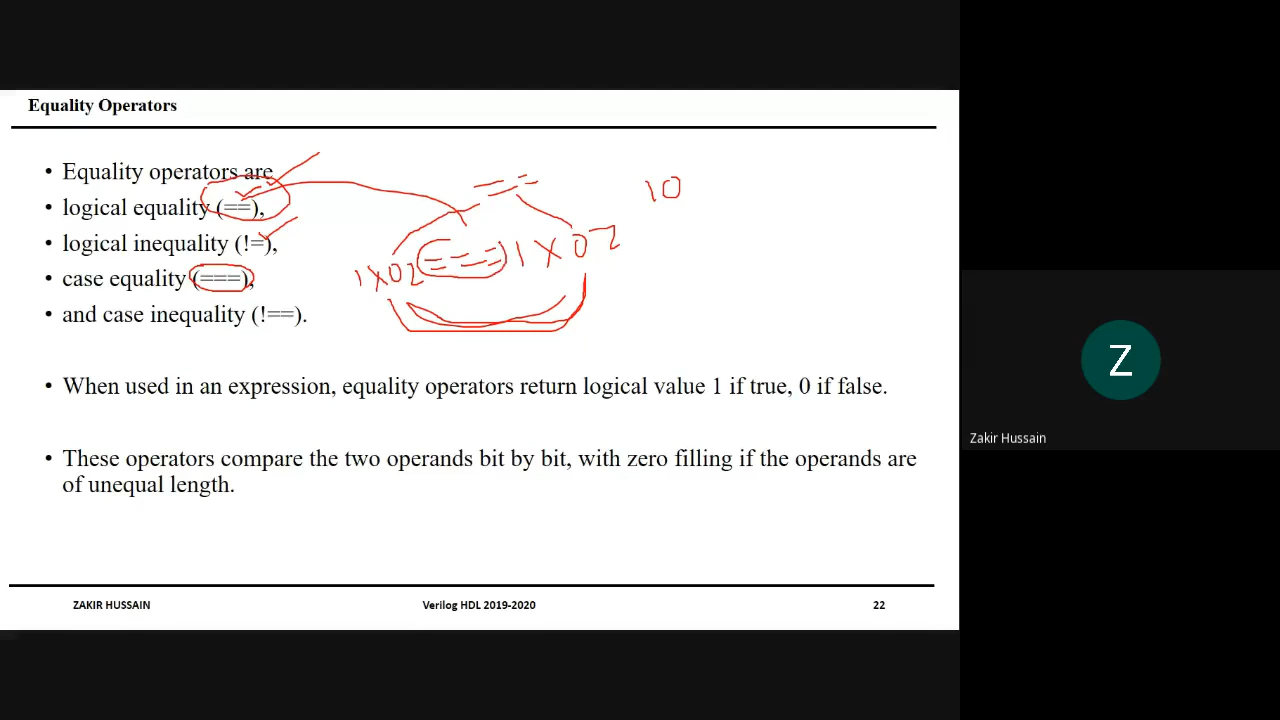 Equality Operators
• Equality operators are
• logical equality (==),
• logical inequality (!=),
• case equality (===),
• and case inequality (!==).
==
10
1X0Z === 1X0Z
• When used in an expression, equality operators return logical value 1 if true, 0 if false.
• These operators compare the two operands bit by bit, with zero filling if the operands are
of unequal length.
ZAKIR HUSSAIN
Verilog HDL 2019-2020
22
Z
Zakir Hussain